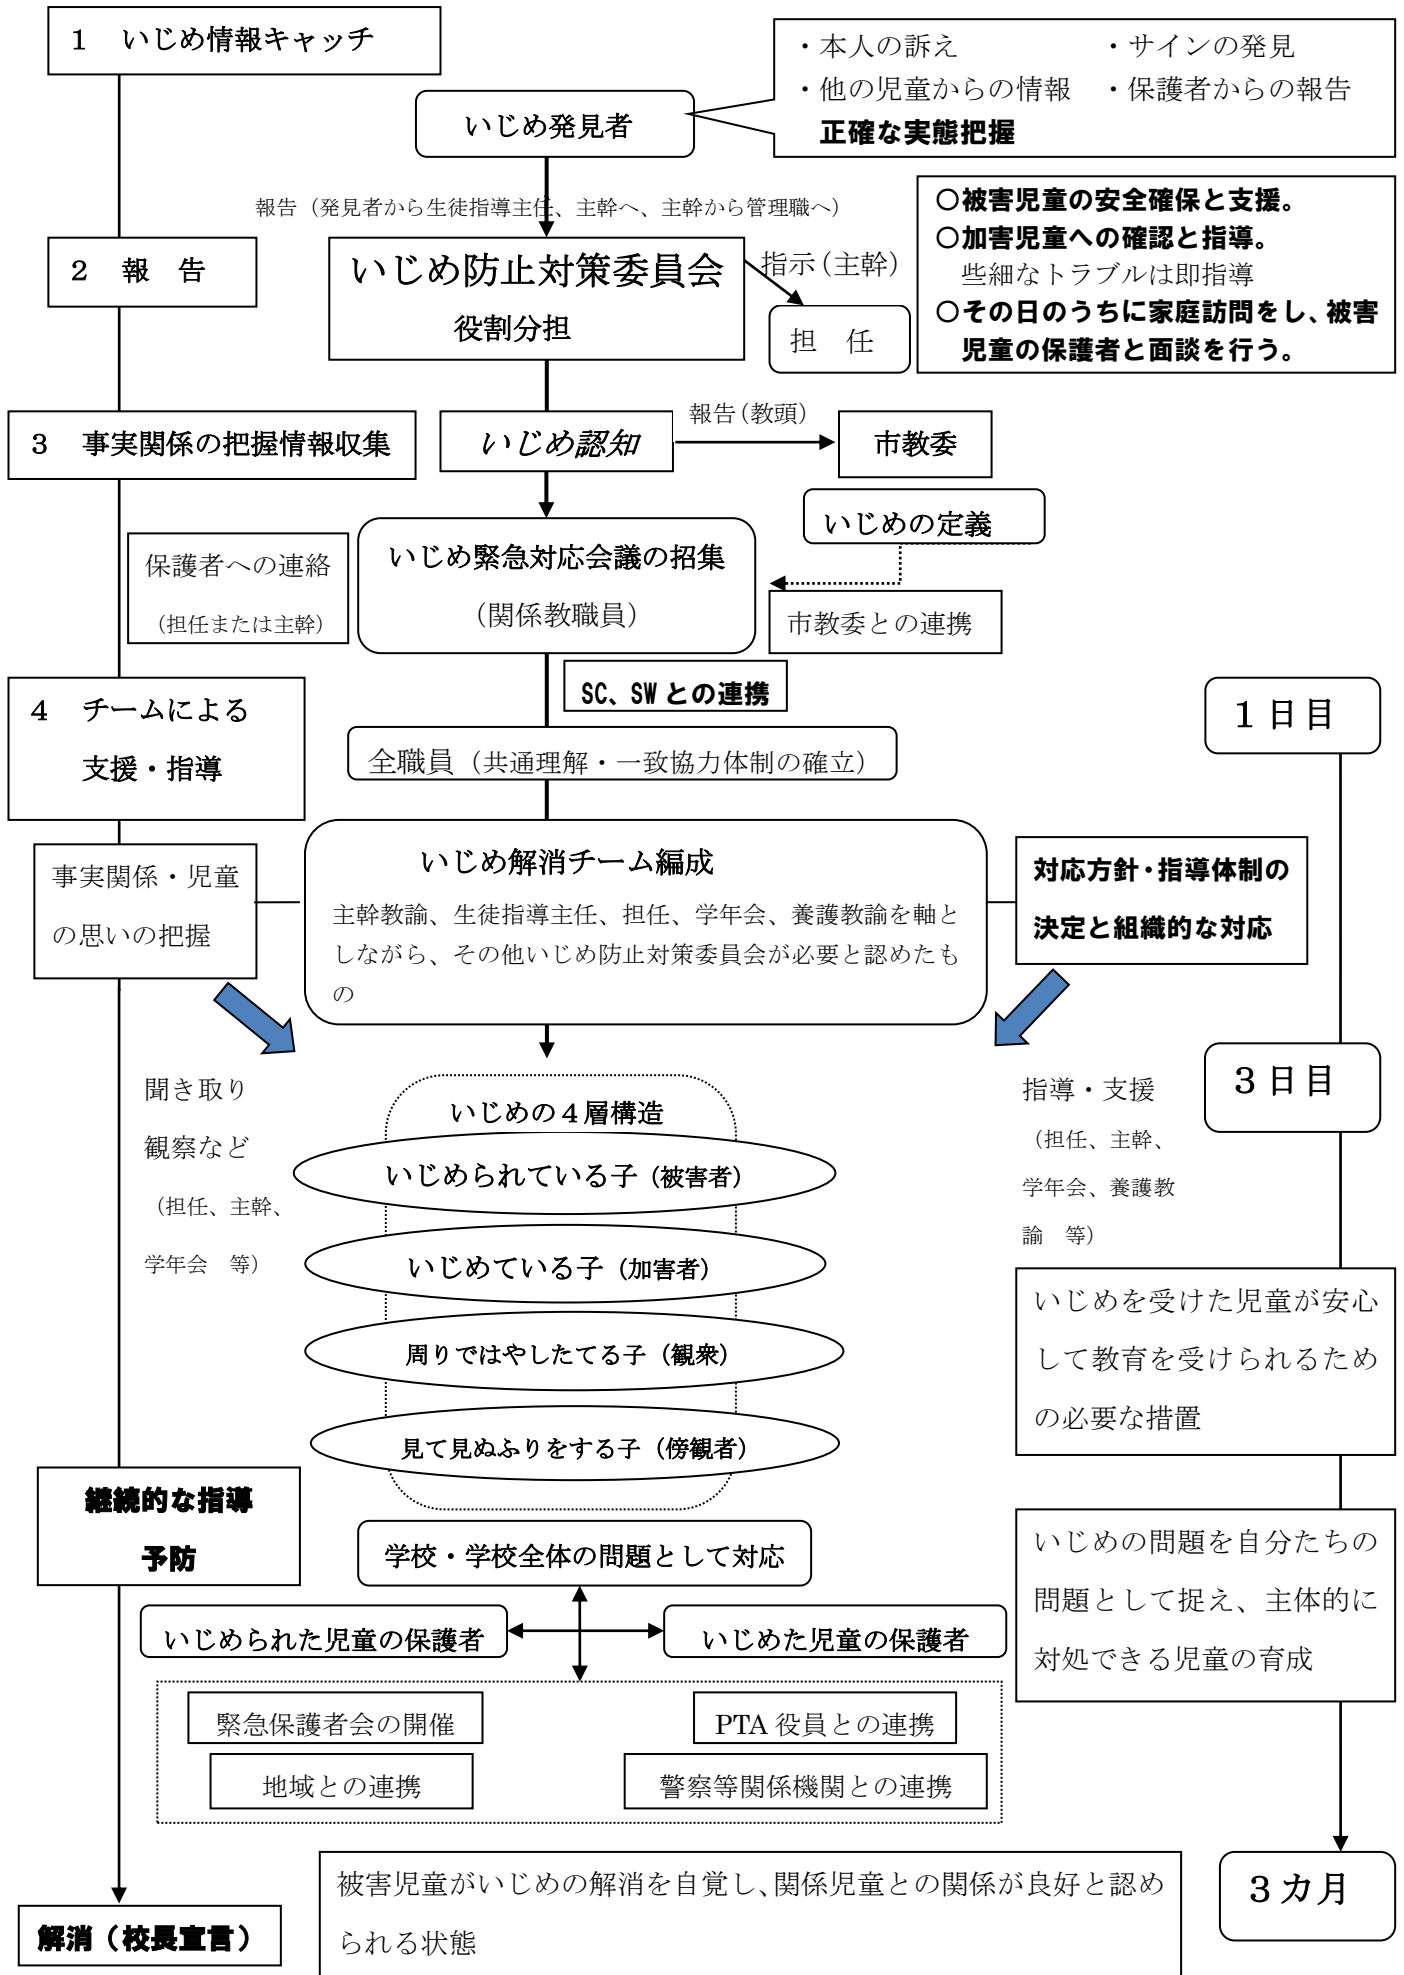 １　いじめ情報キャッチ
・本人の訴え　　　　　・サインの発見
・他の児童からの情報　・保護者からの報告
正確な実態把握
いじめ発見者
報告（発見者から生徒指導主任、主幹へ、主幹から管理職へ）
○被害児童の安全確保と支援。
○加害児童への確認と指導。
些細なトラブルは即指導
○その日のうちに家庭訪問をし、被害
児童の保護者と面談を行う。
２　報　告
いじめ防止対策委員会
役割分担
指示（主幹）
担　任
３　事実関係の把握情報収集
いじめ認知
報告（教頭）
市教委
いじめの定義
保護者への連絡
（担任または主幹）
いじめ緊急対応会議の招集
（関係教職員）
市教委との連携
SC、SW との連携
４　チームによる
支援・指導
１日目
全職員（共通理解・一致協力体制の確立）
事実関係・児童
の思いの把握
いじめ解消チーム編成
主幹教諭、生徒指導主任、担任、学年会、養護教諭を軸と
しながら、その他いじめ防止対策委員会が必要と認めたも
の
対応方針・指導体制の
決定と組織的な対応
３日目
聞き取り
観察など
（担任、主幹、
学年会　等）
いじめの４層構造
いじめられている子（被害者）
いじめている子（加害者）
周りではやしたてる子（観衆）
見て見ぬふりをする子（傍観者）
指導・支援
（担任、主幹、
学年会、養護教
諭　等）
いじめを受けた児童が安心
して教育を受けられるため
の必要な措置
継続的な指導
予防
学校・学校全体の問題として対応
いじめられた児童の保護者
いじめた児童の保護者
いじめの問題を自分たちの
問題として捉え、主体的に
対処できる児童の育成
緊急保護者会の開催
PTA 役員との連携
地域との連携
警察等関係機関との連携
３カ月
被害児童がいじめの解消を自覚し、関係児童との関係が良好と認め
られる状態
解消（校長宣言）